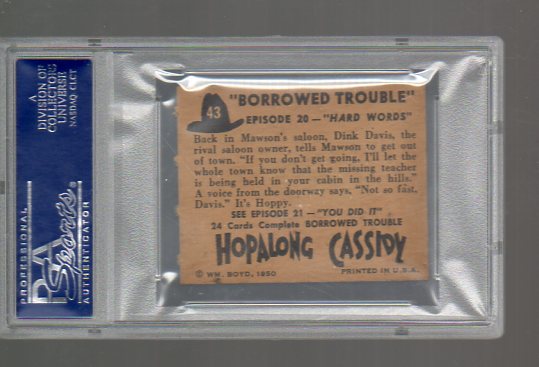 A
DIVISION OF
COLLECTORS
UNIVERSE
NASDAQ: CLCT
PROFESSIONAL
PSA
Sports®
AUTHENTICATOR
43
"BORROWED TROUBLE"
EPISODE 20 — "HARD WORDS"
Back in Mawson's saloon, Dink Davis, the
rival saloon owner, tells Mawson to get out
of town. "If you don't get going, I'll let the
whole town know that the missing teacher
is being held in your cabin in the hills."
A voice from the doorway says, "Not so fast,
Davis." It's Hoppy.
SEE EPISODE 21 — "YOU DID IT"
24 Cards Complete BORROWED TROUBLE
HOPALONG CASSIDY
© WM. BOYD, 1950
PRINTED IN U.S.A.